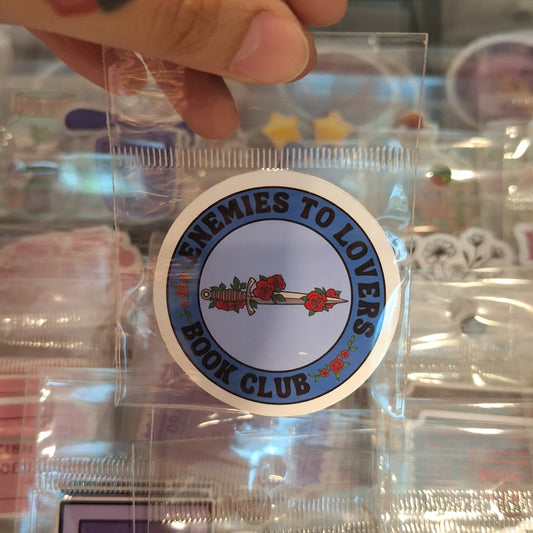 ENEMIES TO LOVERS
BOOK CLUB